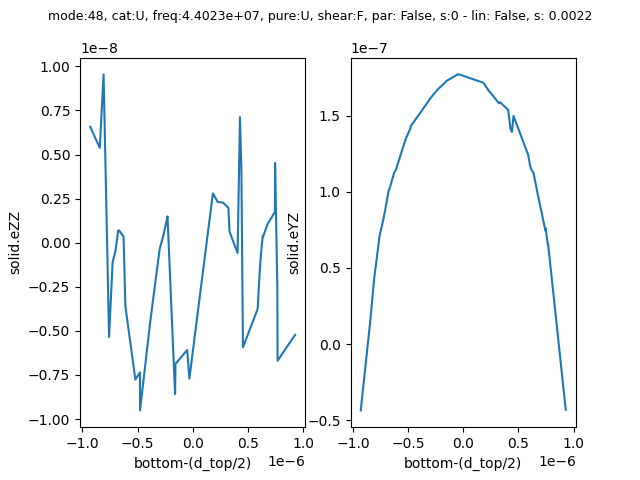 mode:48, cat:U, freq:4.4023e+07, pure:U, shear:F, par: False, s:0 - lin: False, s: 0.0022
1e−8
1e−7
1.00
0.75
0.50
0.25
0.00
−0.25
−0.50
−0.75
−1.00
solid.eZZ
−1.0
−0.5
0.0
0.5
1.0
1e−6
bottom-(d_top/2)
1.5
1.0
0.5
0.0
−0.5
solid.eYZ
−1.0
−0.5
0.0
0.5
1.0
1e−6
bottom-(d_top/2)